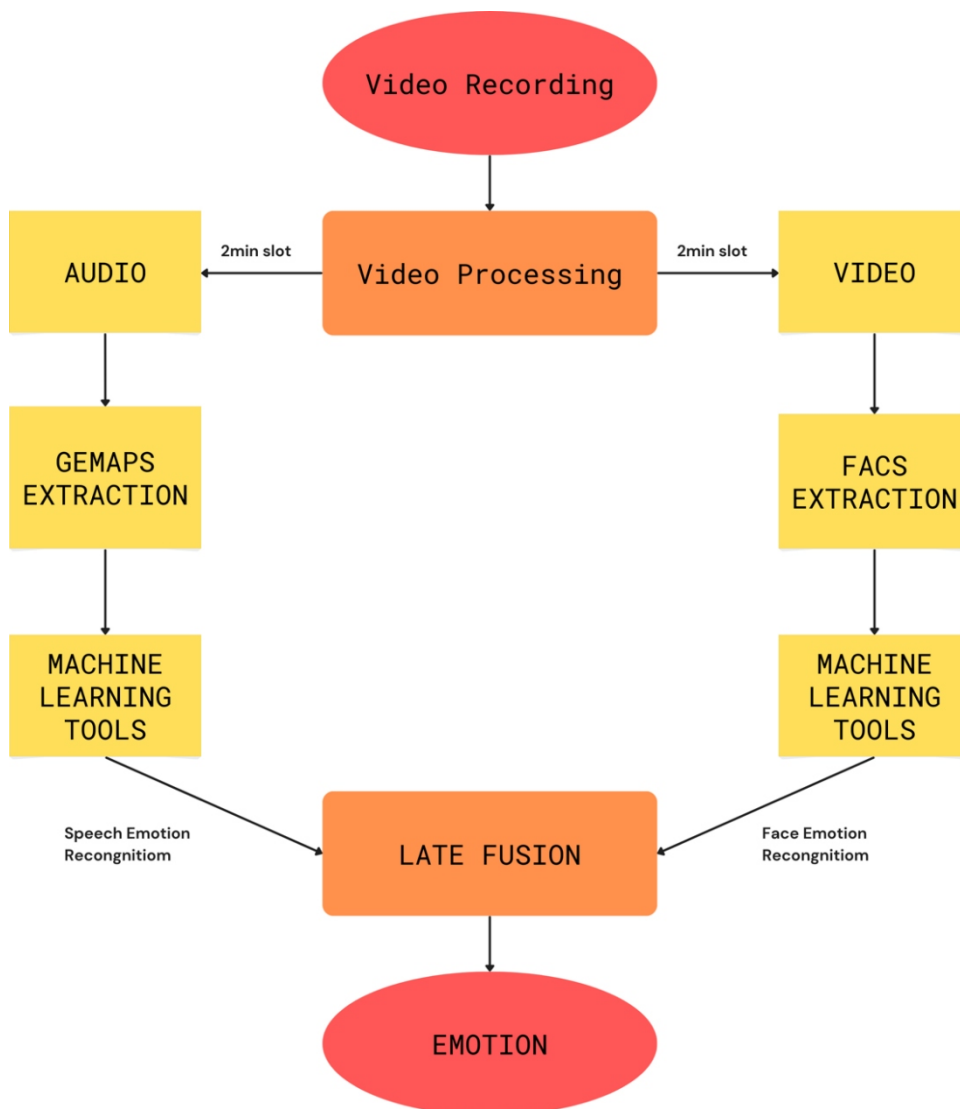 Video Recording
AUDIO
2min slot
Video Processing
2min slot
VIDEO
GEMAPS
EXTRACTION
FACS
EXTRACTION
MACHINE
LEARNING
TOOLS
MACHINE
LEARNING
TOOLS
Speech Emotion
Recongnitiom
LATE FUSION
Face Emotion
Recongnitiom
EMOTION